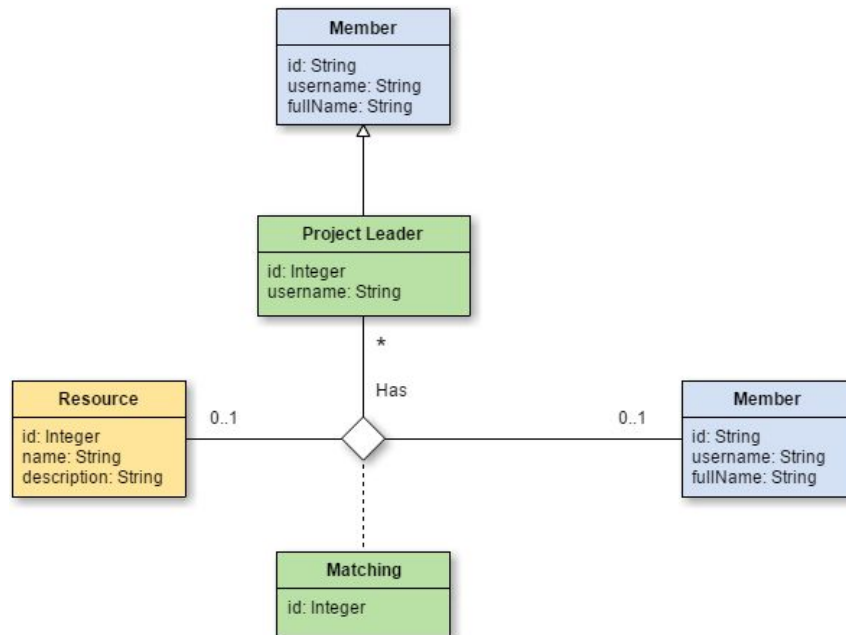 Member
id: String
username: String
fullName: String
Project Leader
id: Integer
username: String
*
Has
Resource
id: Integer
name: String
description: String
0..1
0..1
Member
id: String
username: String
fullName: String
Matching
id: Integer